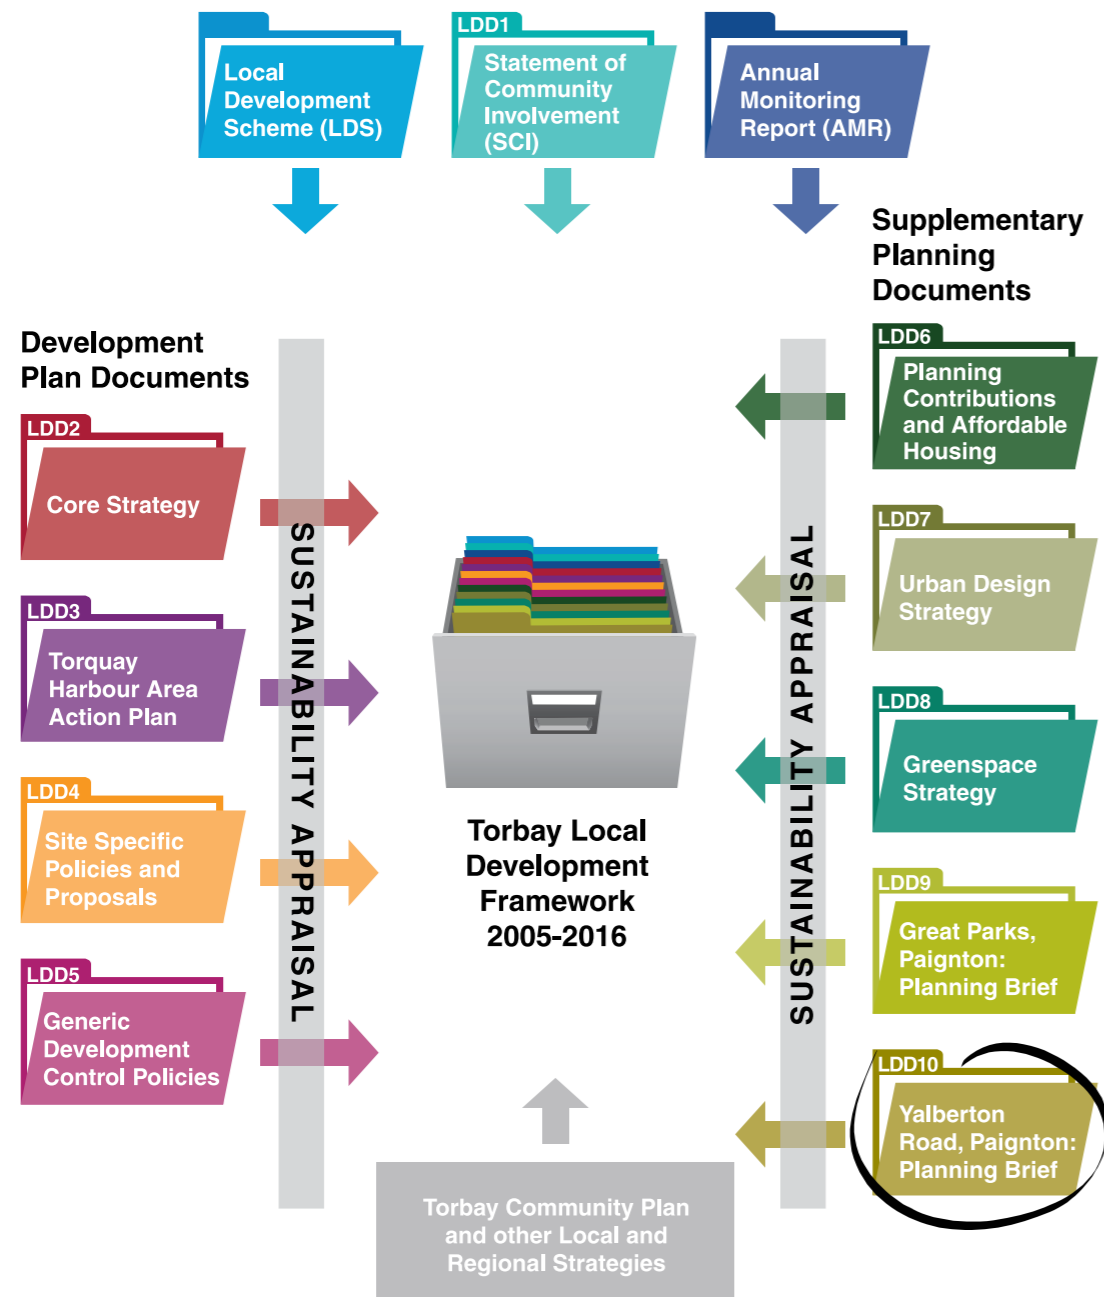 Local
Development
Scheme (LDS)
LDD1
Statement of
Community
Involvement
(SCI)
Annual
Monitoring
Report (AMR)
Development
Plan Documents
LDD2
Core Strategy
LDD3
Torquay
Harbour Area
Action Plan
LDD4
Site Specific
Policies and
Proposals
LDD5
Generic
Development
Control Policies
SUSTAINABILITY APPRAISAL
Torbay Local
Development
Framework
2005-2016
Torbay Community Plan
and other Local and
Regional Strategies
SUSTAINABILITY APPRAISAL
Supplementary
Planning
Documents
LDD6
Planning
Contributions
and Affordable
Housing
LDD7
Urban Design
Strategy
LDD8
Greenspace
Strategy
LDD9
Great Parks,
Paignton:
Planning Brief
LDD10
Yalberton
Road, Paignton:
Planning Brief